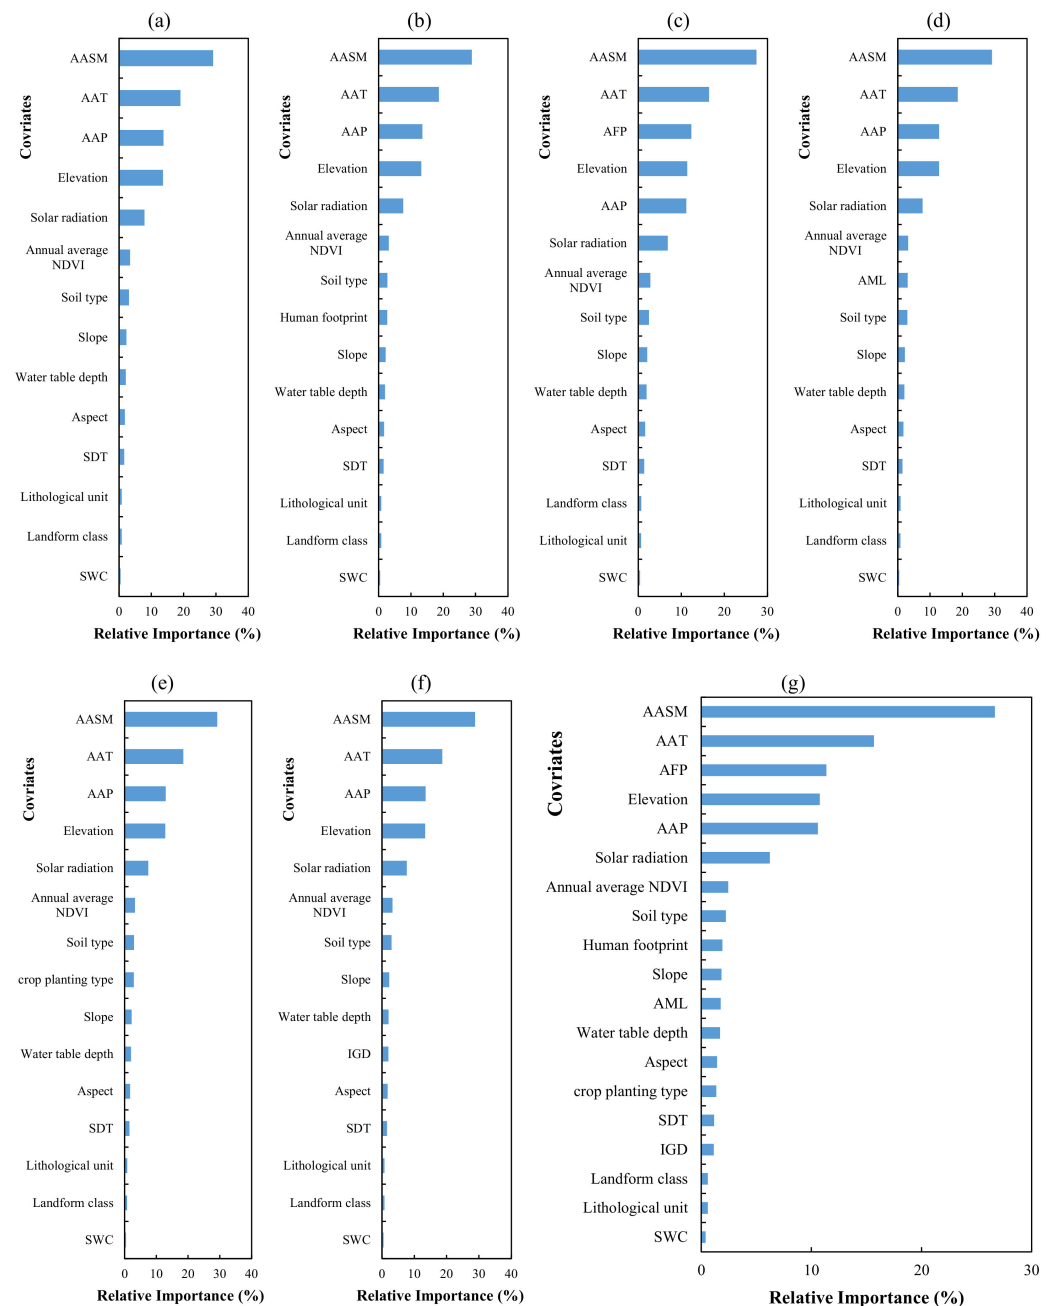 (a)
Covriates
AASM
AAT
AAP
Elevation
Solar radiation
Annual average
NDVI
Soil type
Slope
Water table depth
Aspect
SDT
Lithological unit
Landform class
SWC
0 10 20 30 40
Relative Importance (%)
(b)
Covriates
AASM
AAT
AAP
Elevation
Solar radiation
Annual average
NDVI
Soil type
Human footprint
Slope
Water table depth
Aspect
SDT
Lithological unit
Landform class
SWC
0 10 20 30 40
Relative Importance (%)
(c)
Covriates
AASM
AAT
AFP
Elevation
AAP
Solar radiation
Annual average
NDVI
Soil type
Slope
Water table depth
Aspect
SDT
Landform class
Lithological unit
SWC
0 10 20 30
Relative Importance (%)
(d)
Covriates
AASM
AAT
AAP
Elevation
Solar radiation
Annual average
NDVI
AML
Soil type
Slope
Water table depth
Aspect
SDT
Lithological unit
Landform class
SWC
0 10 20 30 40
Relative Importance (%)
(e)
Covriates
AASM
AAT
AAP
Elevation
Solar radiation
Annual average
NDVI
Soil type
crop planting type
Slope
Water table depth
Aspect
SDT
Lithological unit
Landform class
SWC
0 10 20 30 40
Relative Importance (%)
(f)
Covriates
AASM
AAT
AAP
Elevation
Solar radiation
Annual average
NDVI
Soil type
Slope
Water table depth
IGD
Aspect
SDT
Lithological unit
Landform class
SWC
0 10 20 30 40
Relative Importance (%)
(g)
Covriates
AASM
AAT
AFP
Elevation
AAP
Solar radiation
Annual average NDVI
Soil type
Human footprint
Slope
AML
Water table depth
Aspect
crop planting type
SDT
IGD
Landform class
Lithological unit
SWC
0 10 20 30
Relative Importance (%)